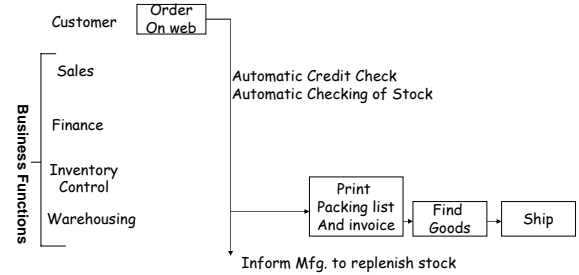 Customer
Order
On web
Sales
Automatic Credit Check
Automatic Checking of Stock
Business Functions
Finance
Inventory
Control
Warehousing
Print
Packing list
And invoice
Find
Goods
Ship
Inform Mfg. to replenish stock